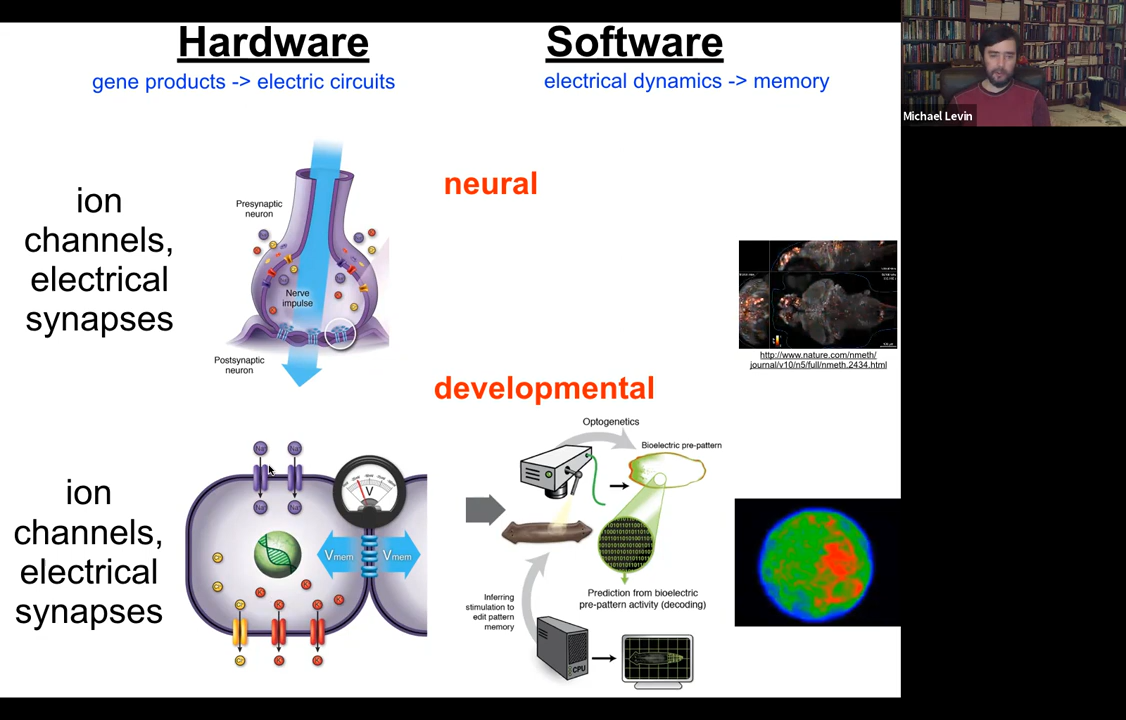 Hardware
gene products -> electric circuits
Software
electrical dynamics -> memory
Michael Levin
neural
ion
channels,
electrical
synapses
Presynaptic
neuron
Nerve
impulse
Postsynaptic
neuron
http://www.nature.com/nmeth/
journal/v10/n5/full/nmeth.2434.html
developmental
ion
channels,
electrical
synapses
V
Vmem
Vmem
Optogenetics
Bioelectric pre-pattern
Prediction from bioelectric
pre-pattern activity (decoding)
Inferring
stimulation to
edit pattern
memory
CPU